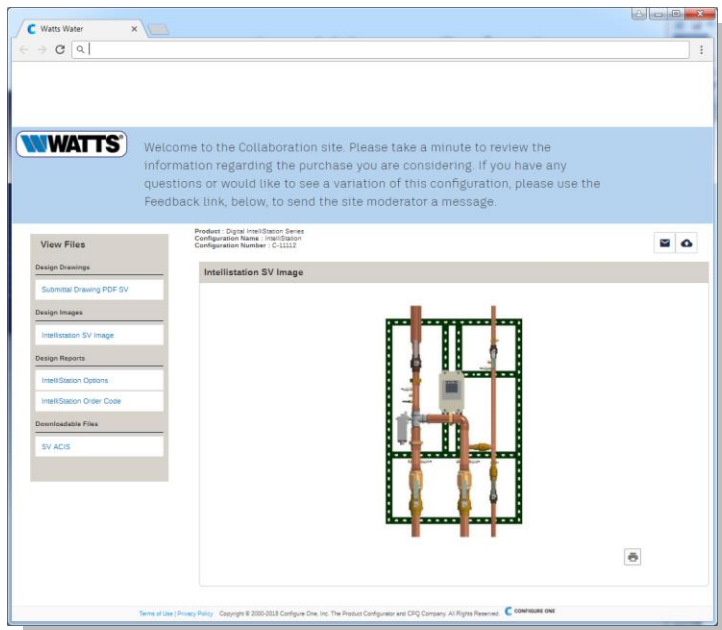 Watts Water
WATTS
Welcome to the Collaboration site. Please take a minute to review the
information regarding the purchase you are considering. If you have any
questions or would like to see a variation of this configuration, please use the
Feedback link, below, to send the site moderator a message.
View Files
Design Drawings
Submittal Drawing PDF SV
Design Images
Intellistation SV Image
Design Reports
IntelliStation Options
IntelliStation Order Code
Downloadable Files
SV ACIS
Product : Digital IntelliStation Series
Configuration Name : IntelliStation
Configuration Number : C-11112
Intellistation SV Image
Terms of Use | Privacy Policy Copyright © 2000-2018 Configure One, Inc. The Product Configurator and CPQ Company. All Rights Reserved. CONFIGURE ONE